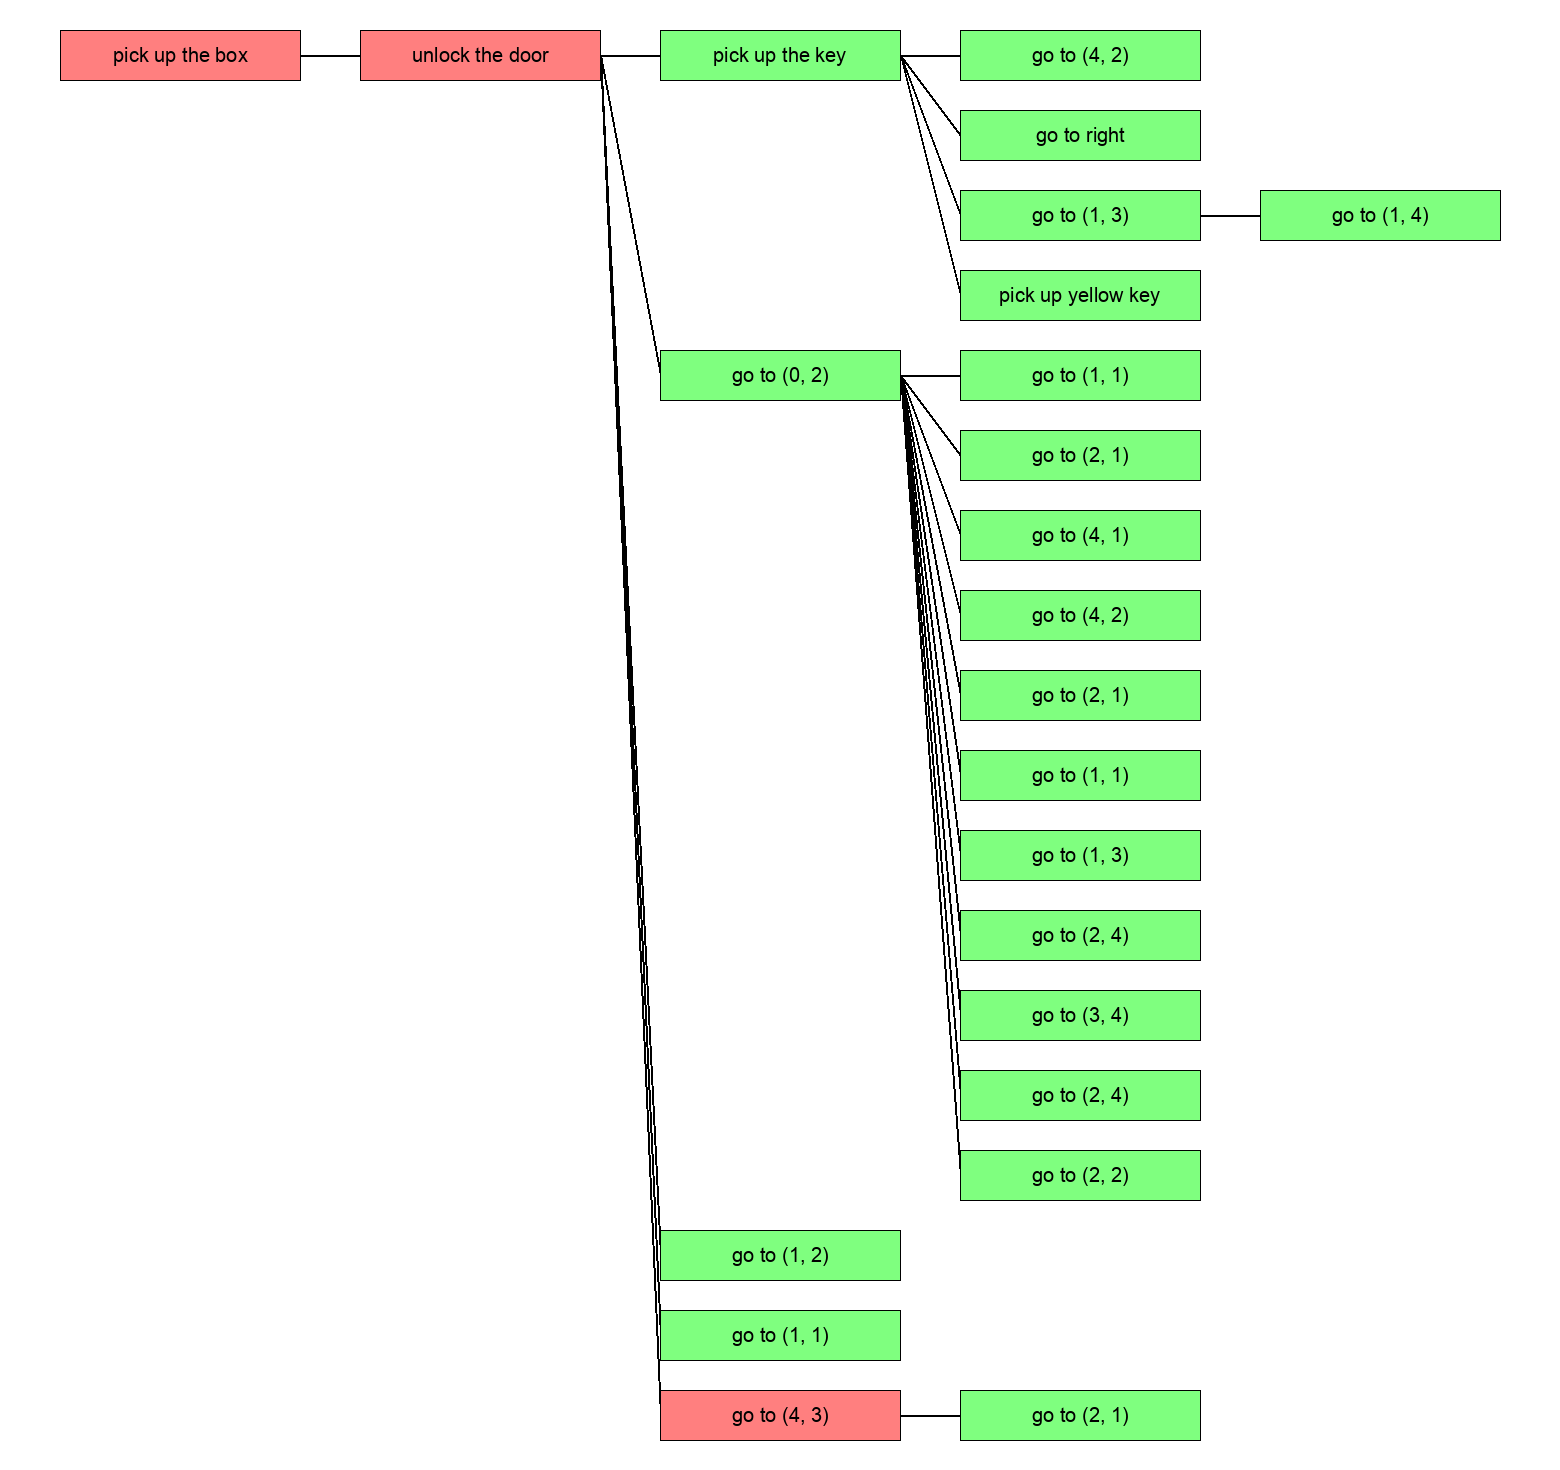 pick up the box
unlock the door
pick up the key
go to (4, 2)
go to right
go to (1, 3)
go to (1, 4)
pick up yellow key
go to (0, 2)
go to (1, 1)
go to (2, 1)
go to (4, 1)
go to (4, 2)
go to (2, 1)
go to (1, 1)
go to (1, 3)
go to (2, 4)
go to (3, 4)
go to (2, 4)
go to (2, 2)
go to (1, 2)
go to (1, 1)
go to (4, 3)
go to (2, 1)